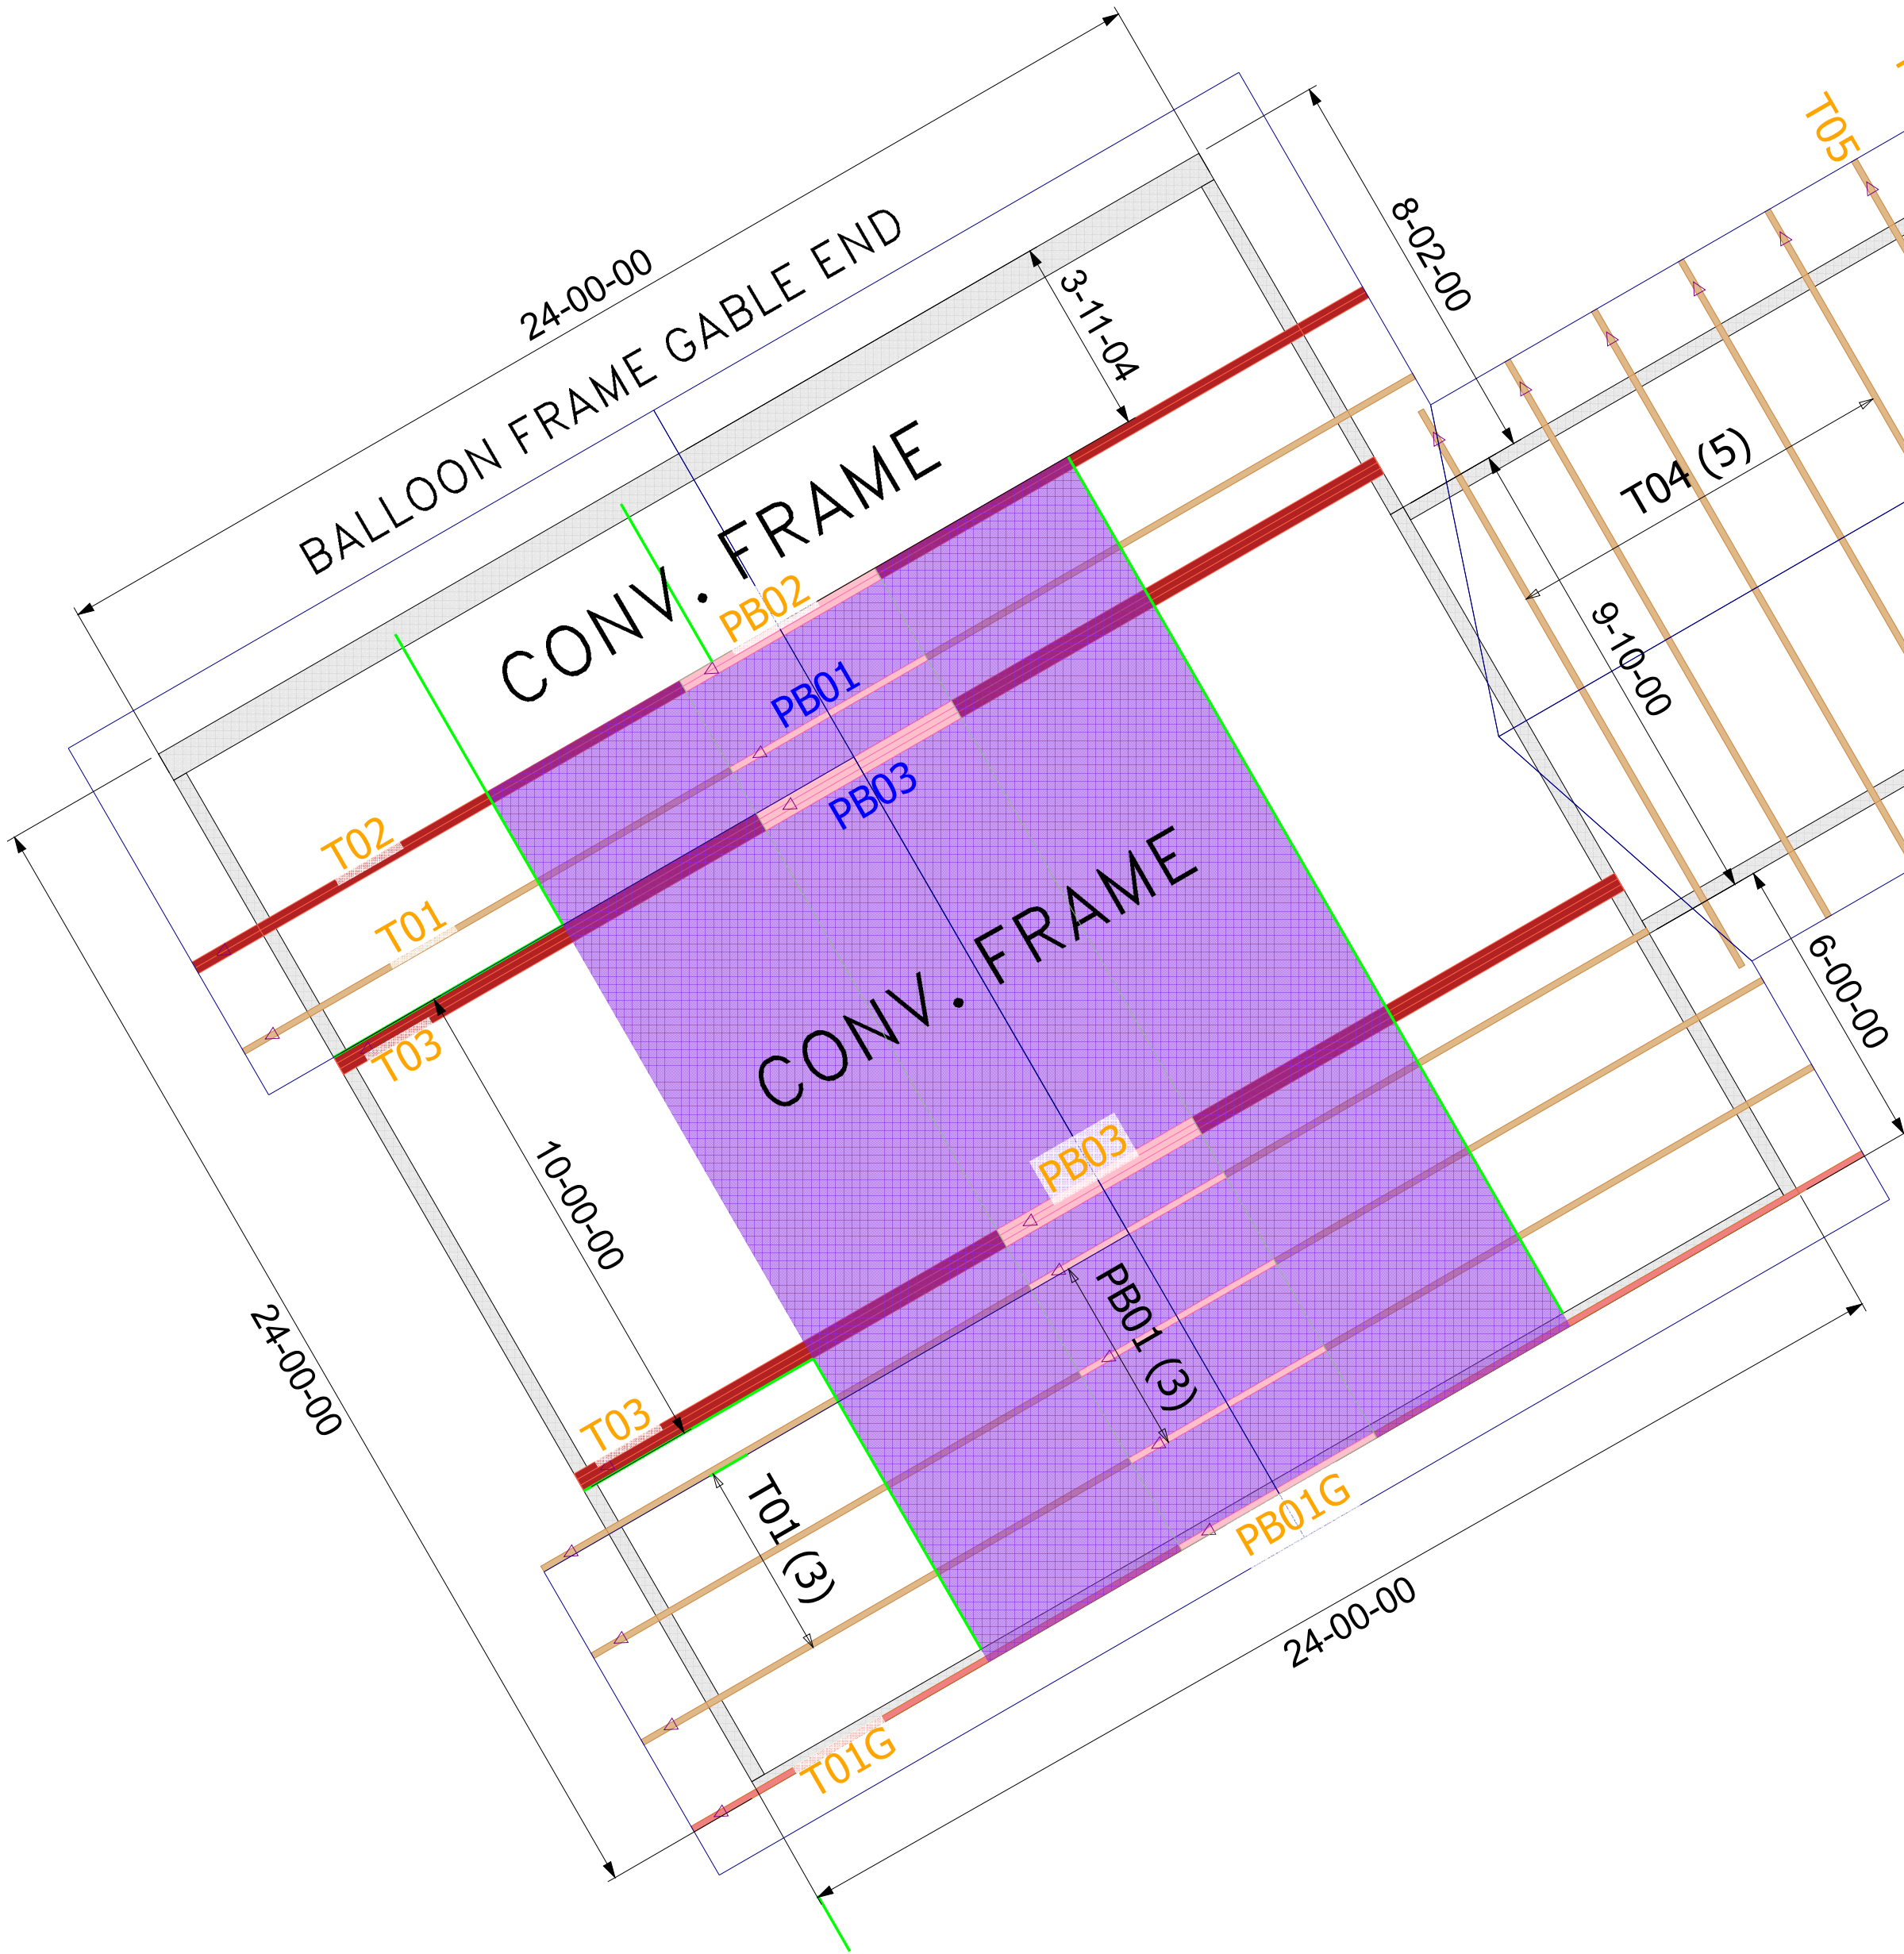 24-00-00
BALLOON FRAME GABLE END
8-02-00
T05
3-11-04
T04 (5)
CONV. FRAME
PB02
PB01
PB03
9-10-00
T02
T01
T03
CONV. FRAME
6-00-00
10-00-00
PB03
24-00-00
PB01 (3)
T03
T01 (3)
PB01G
24-00-00
T01G